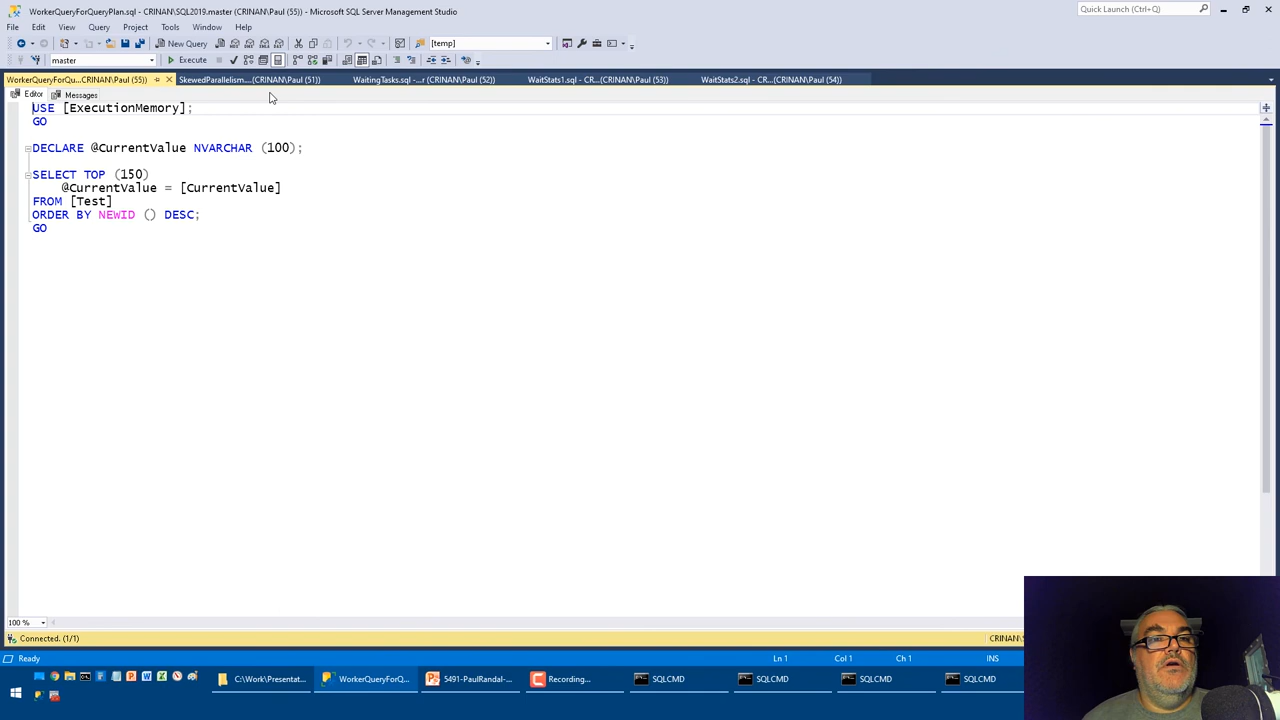 WorkerQueryForQueryPlan.sql - CRINAN\SQL2019.master (CRINAN\Paul (55)) - Microsoft SQL Server Management Studio
Quick Launch (Ctrl+Q)
File Edit View Query Project Tools Window Help
New Query [temp]
master Execute
WorkerQueryForQu...CRINAN\Paul (55)) SkewedParallelism....(CRINAN\Paul (51)) WaitingTasks.sql -...r (CRINAN\Paul (52)) WaitStats1.sql - CR...(CRINAN\Paul (53)) WaitStats2.sql - CR...(CRINAN\Paul (54))
Editor Messages
USE [ExecutionMemory];
GO
DECLARE @CurrentValue NVARCHAR (100);
SELECT TOP (150)
@CurrentValue = [CurrentValue]
FROM [Test]
ORDER BY NEWID () DESC;
GO
100 %
Connected. (1/1) CRINAN\
Ready Ln 1 Col 1 Ch 1 INS
C:\Work\Presentat... WorkerQueryForQ... 5491-PaulRandal-... Recording... SQLCMD SQLCMD SQLCMD SQLCMD